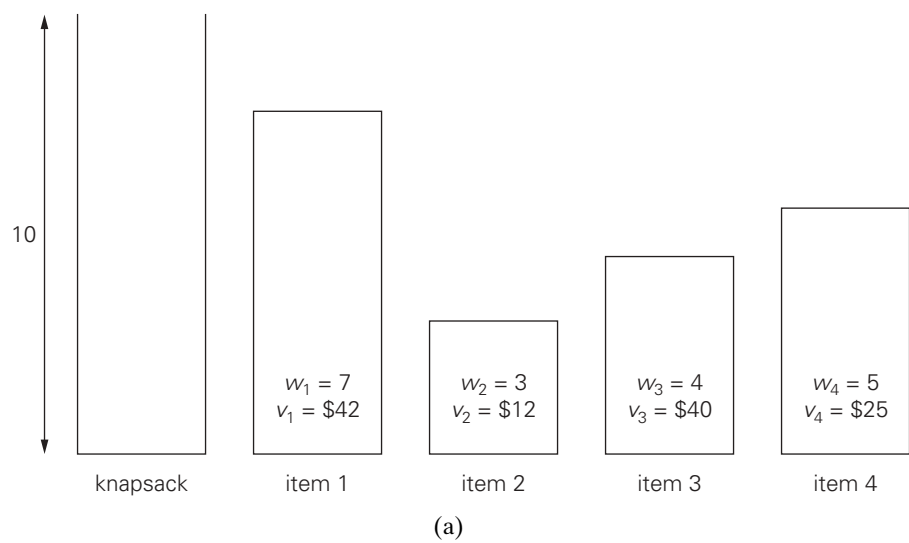 10
w₁ = 7
v₁ = $42
w₂ = 3
v₂ = $12
w₃ = 4
v₃ = $40
w₄ = 5
v₄ = $25
knapsack
item 1
item 2
item 3
item 4
(a)